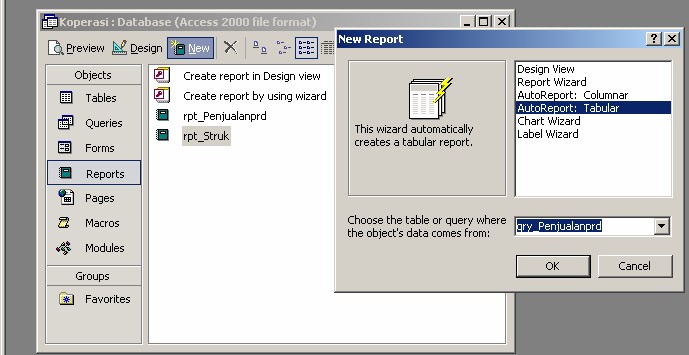 Koperasi : Database (Access 2000 file format)
Preview Design New
Objects
Tables
Queries
Forms
Reports
Pages
Macros
Modules
Groups
Favorites
Create report in Design view
Create report by using wizard
rpt_Penjualanprd
rpt_Struk
New Report
This wizard automatically
creates a tabular report.
Design View
Report Wizard
AutoReport: Columnar
AutoReport: Tabular
Chart Wizard
Label Wizard
Choose the table or query where
the object's data comes from:
qry_Penjualanprd
OK
Cancel